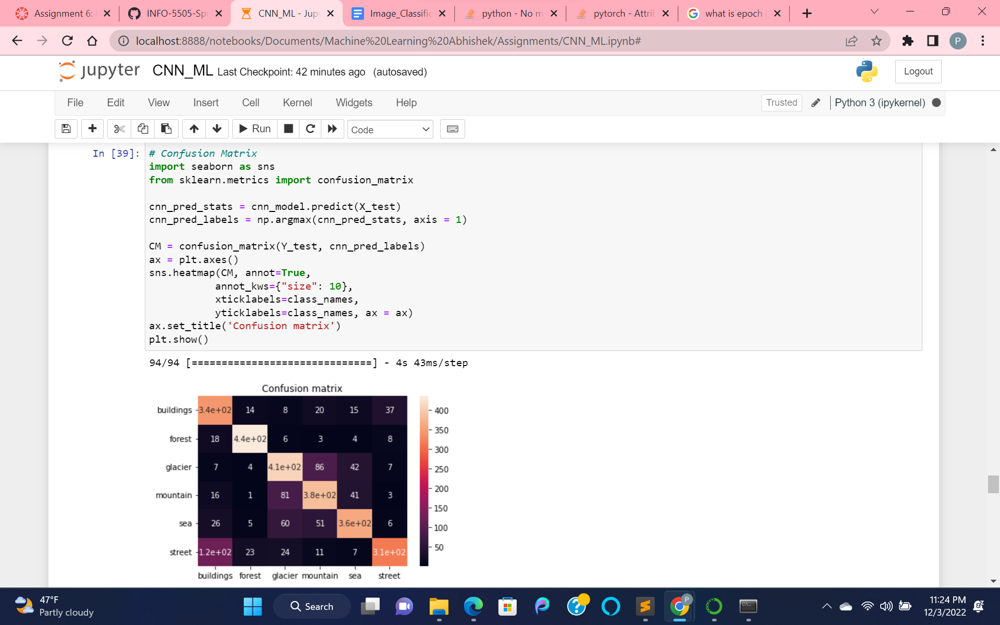 Assignment 6:
INFO-5505-Spr
CNN_ML - Jup
Image_Classific
python - No m
pytorch - Attrib
what is epoch i
localhost:8888/notebooks/Documents/Machine%20Learning%20Abhishek/Assignments/CNN_ML.ipynb#
P
jupyter CNN_ML Last Checkpoint: 42 minutes ago (autosaved)
Logout
File Edit View Insert Cell Kernel Widgets Help
Trusted Python 3 (ipykernel)
Run Code
In [39]:
# Confusion Matrix
import seaborn as sns
from sklearn.metrics import confusion_matrix
cnn_pred_stats = cnn_model.predict(X_test)
cnn_pred_labels = np.argmax(cnn_pred_stats, axis = 1)
CM = confusion_matrix(Y_test, cnn_pred_labels)
ax = plt.axes()
sns.heatmap(CM, annot=True,
annot_kws={"size": 10},
xticklabels=class_names,
yticklabels=class_names, ax = ax)
ax.set_title('Confusion matrix')
plt.show()
94/94 [==============================] - 4s 43ms/step
Confusion matrix
buildings 3.4e+02 14 8 20 15 37
forest 18 4.4e+02 6 3 4 8
glacier 7 4 4.1e+02 86 42 7
mountain 16 1 81 3.8e+02 41 3
sea 26 5 60 51 3.6e+02 6
street 1.2e+02 23 24 11 7 3.1e+02
buildings forest glacier mountain sea street
400
350
300
250
200
150
100
50
47°F
Partly cloudy
Search
P
11:24 PM
12/3/2022